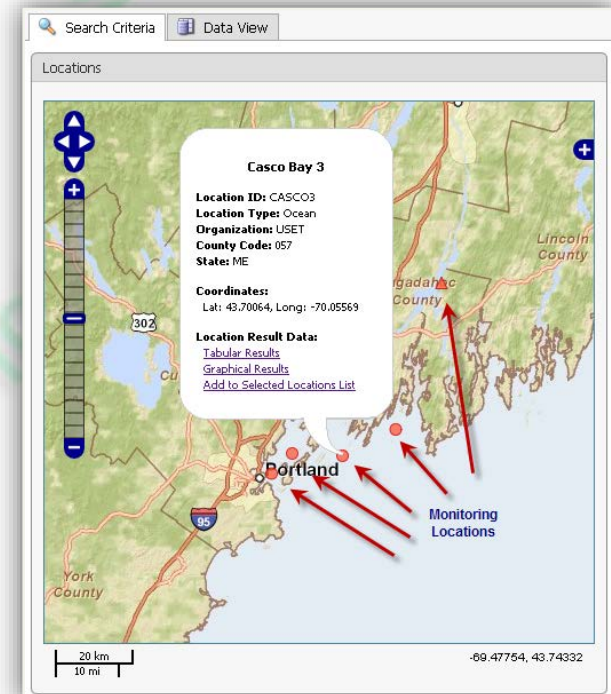 Search Criteria
Data View
Locations
Casco Bay 3
Location ID: CASCO3
Location Type: Ocean
Organization: USET
County Code: 057
State: ME
Coordinates:
Lat: 43.70064, Long: -70.05569
Location Result Data:
Tabular Results
Graphical Results
Add to Selected Locations List
Lincoln
County
County
302
Portland
Monitoring
Locations
95
York
County
20 km
10 mi
-69.47754, 43.74332